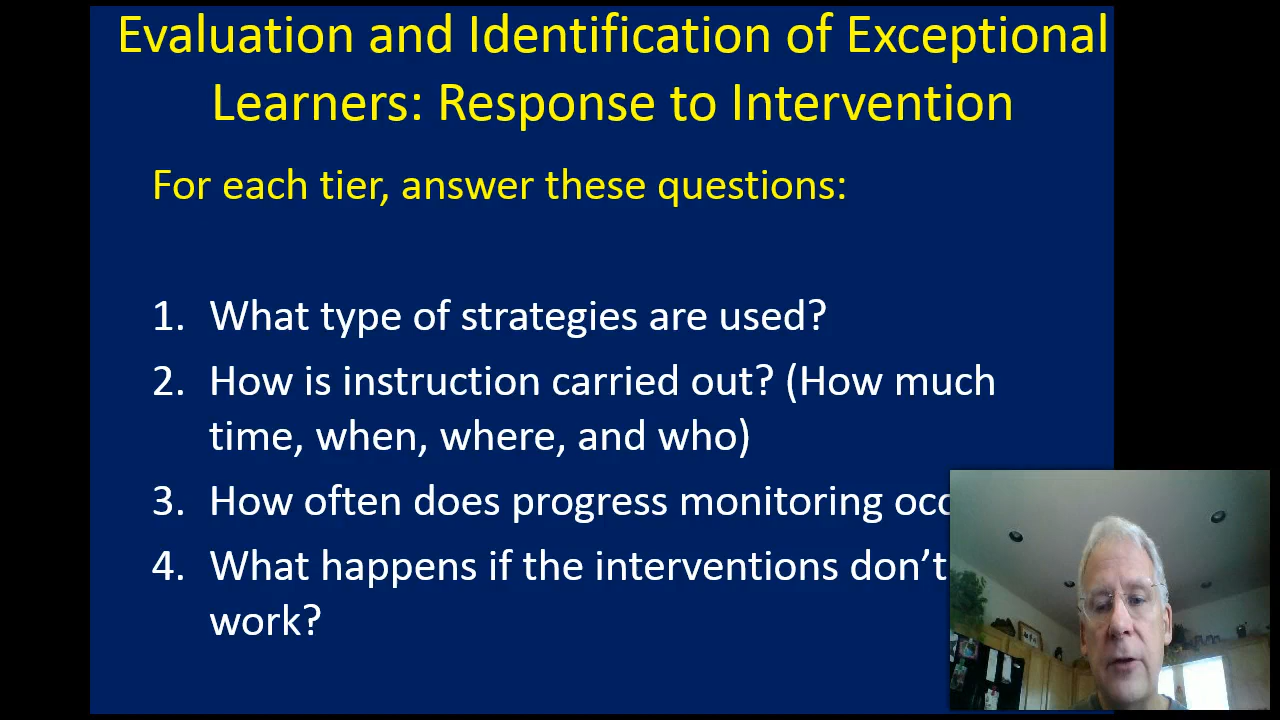 Evaluation and Identification of Exceptional
Learners: Response to Intervention
For each tier, answer these questions:
1. What type of strategies are used?
2. How is instruction carried out? (How much
time, when, where, and who)
3. How often does progress monitoring
4. What happens if the interventions don’t
work?